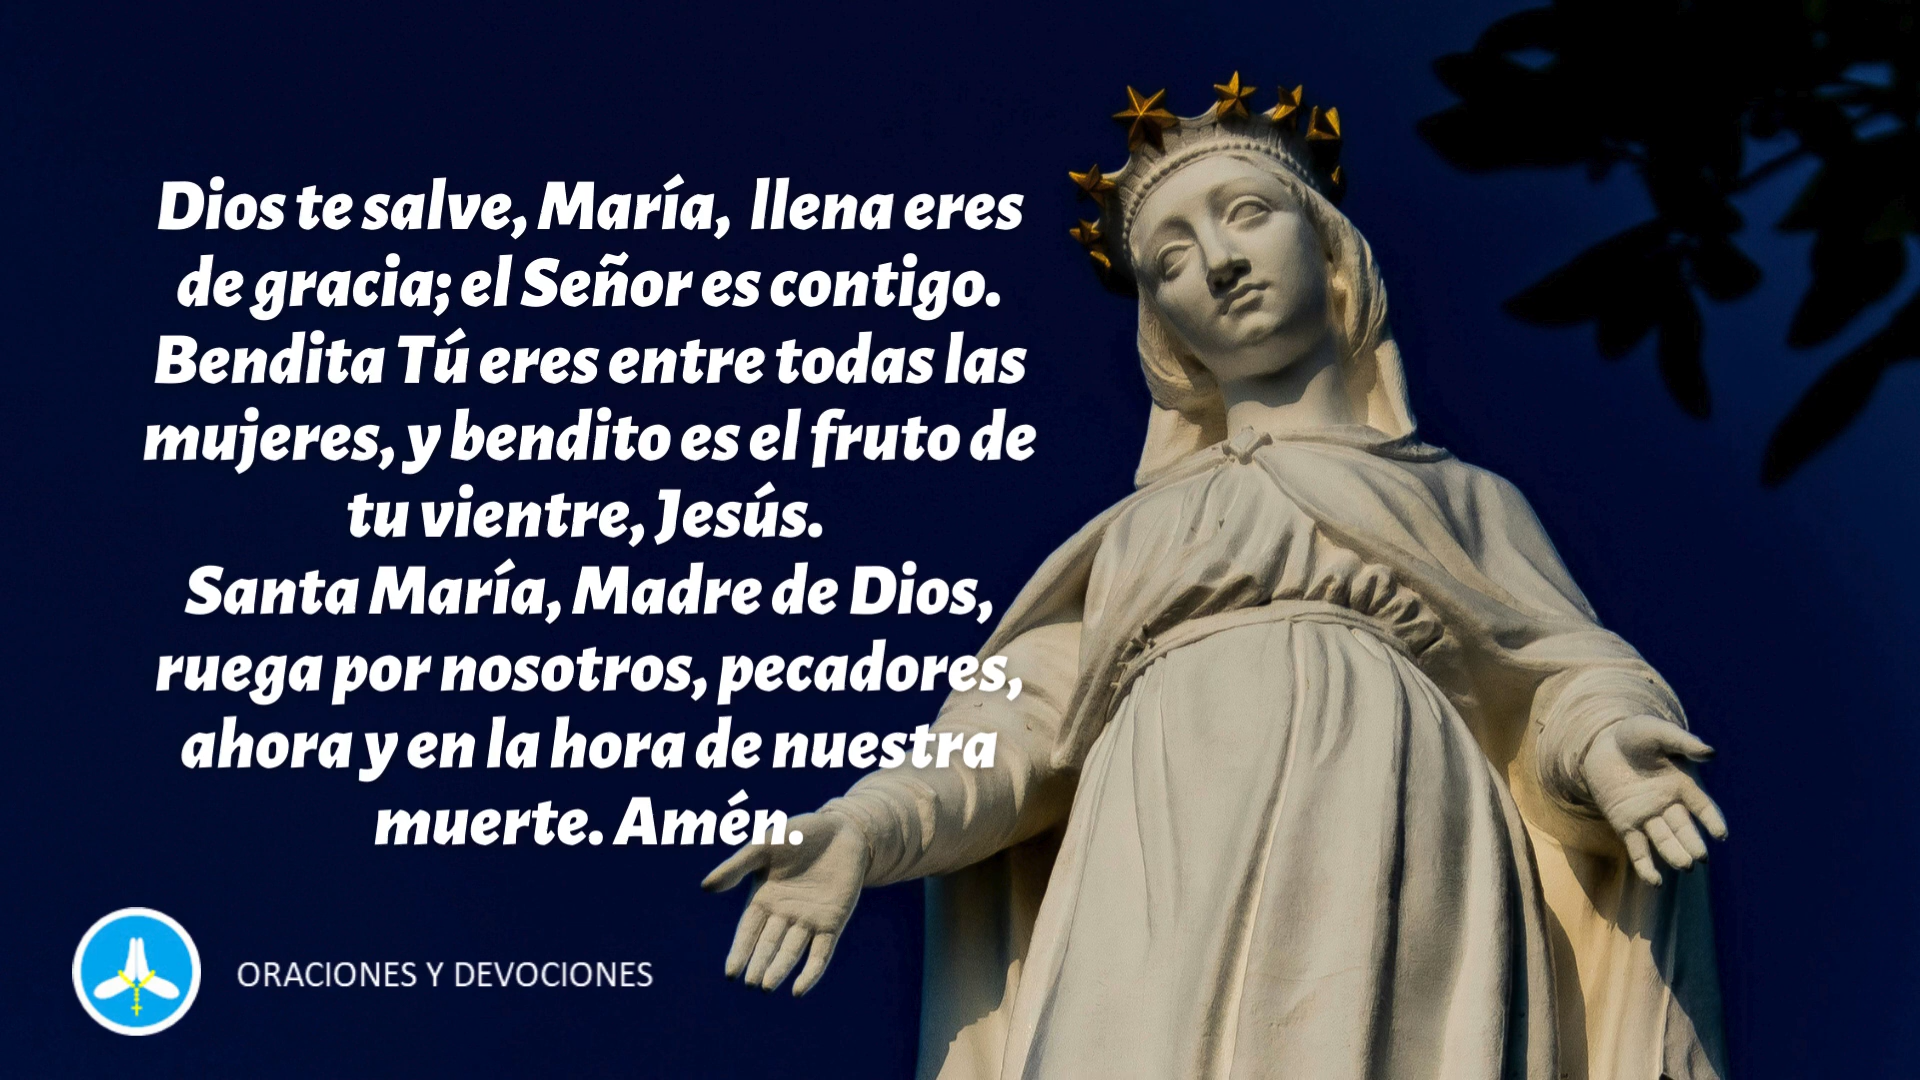 Dios te salve, María, llena eres
de gracia; el Señor es contigo.
Bendita Tú eres entre todas las
mujeres, y bendito es el fruto de
tu vientre, Jesús.
Santa María, Madre de Dios,
ruega por nosotros, pecadores,
ahora y en la hora de nuestra
muerte. Amén.
ORACIONES Y DEVOCIONES